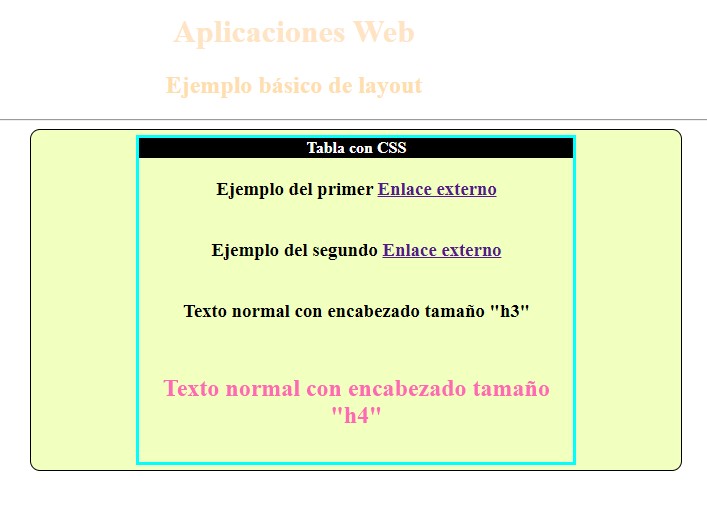 Aplicaciones Web
Ejemplo básico de layout
Tabla con CSS
Ejemplo del primer Enlace externo
Ejemplo del segundo Enlace externo
Texto normal con encabezado tamaño "h3"
Texto normal con encabezado tamaño
"h4"